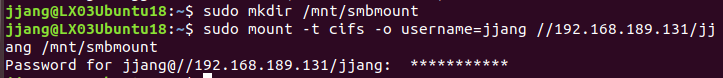 jjang@LX03Ubuntu18:~$ sudo mkdir /mnt/smbmount
jjang@LX03Ubuntu18:~$ sudo mount -t cifs -o username=jjang //192.168.189.131/jj
ang /mnt/smbmount
Password for jjang@//192.168.189.131/jjang:  ***********